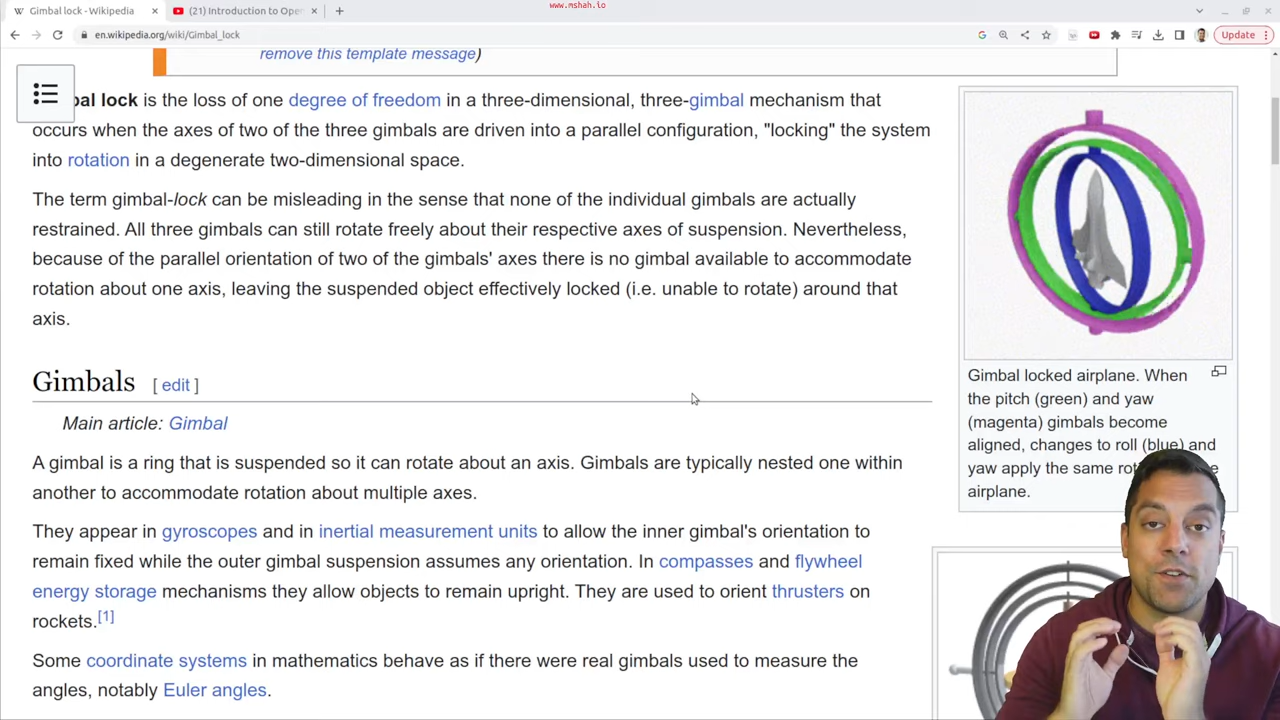 www.mshah.io
Gimbal lock - Wikipedia
(21) Introduction to Ope
en.wikipedia.org/wiki/Gimbal_lock
Update
remove this template message)
bal lock is the loss of one degree of freedom in a three-dimensional, three-gimbal mechanism that
occurs when the axes of two of the three gimbals are driven into a parallel configuration, "locking" the system
into rotation in a degenerate two-dimensional space.
The term gimbal-lock can be misleading in the sense that none of the individual gimbals are actually
restrained. All three gimbals can still rotate freely about their respective axes of suspension. Nevertheless,
because of the parallel orientation of two of the gimbals' axes there is no gimbal available to accommodate
rotation about one axis, leaving the suspended object effectively locked (i.e. unable to rotate) around that
axis.
Gimbals [ edit ]
Main article: Gimbal
A gimbal is a ring that is suspended so it can rotate about an axis. Gimbals are typically nested one within
another to accommodate rotation about multiple axes.
They appear in gyroscopes and in inertial measurement units to allow the inner gimbal's orientation to
remain fixed while the outer gimbal suspension assumes any orientation. In compasses and flywheel
energy storage mechanisms they allow objects to remain upright. They are used to orient thrusters on
rockets.[1]
Some coordinate systems in mathematics behave as if there were real gimbals used to measure the
angles, notably Euler angles.
Gimbal locked airplane. When
the pitch (green) and yaw
(magenta) gimbals become
aligned, changes to roll (blue) and
yaw apply the same
airplane.